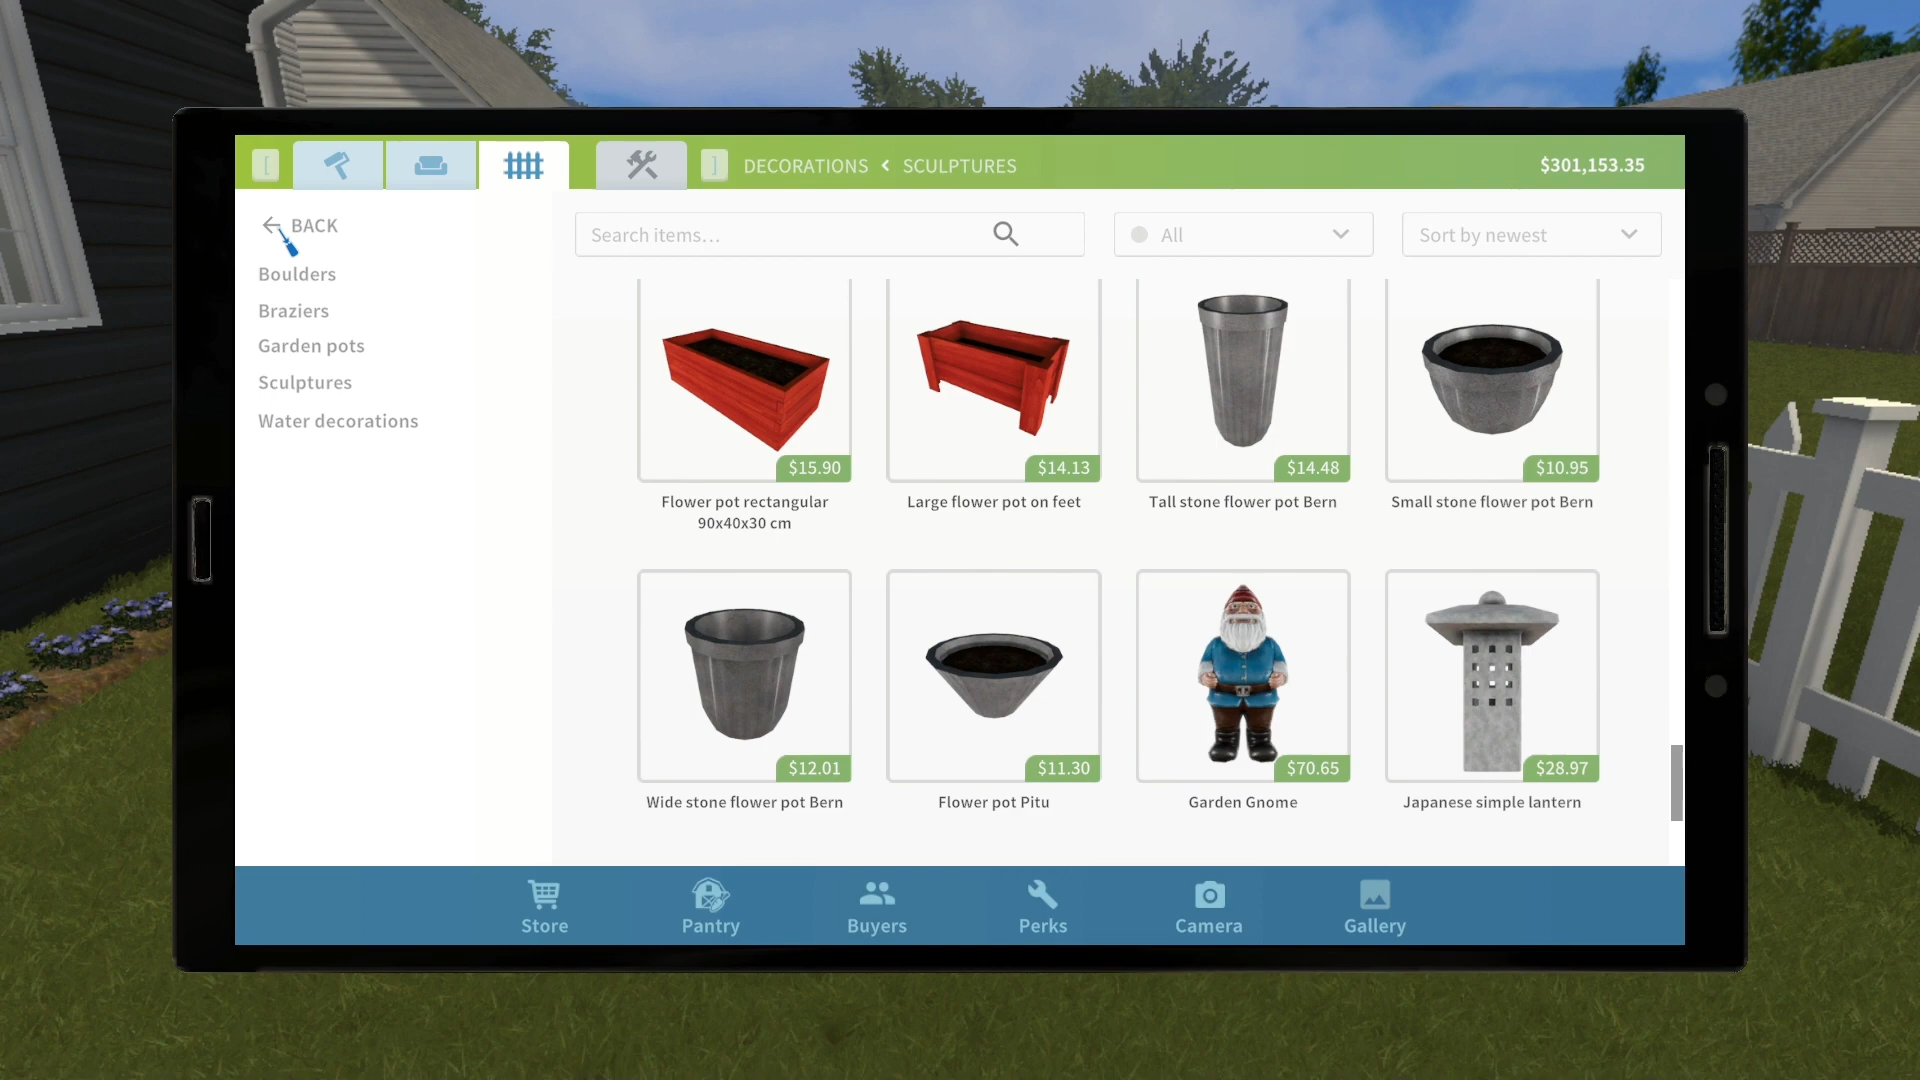 [
]
DECORATIONS < SCULPTURES
$301,153.35
BACK
Boulders
Braziers
Garden pots
Sculptures
Water decorations
Search items...
All
Sort by newest
$15.90
$14.13
$14.48
$10.95
Flower pot rectangular
90x40x30 cm
Large flower pot on feet
Tall stone flower pot Bern
Small stone flower pot Bern
$12.01
$11.30
$70.65
$28.97
Wide stone flower pot Bern
Flower pot Pitu
Garden Gnome
Japanese simple lantern
Store
Pantry
Buyers
Perks
Camera
Gallery